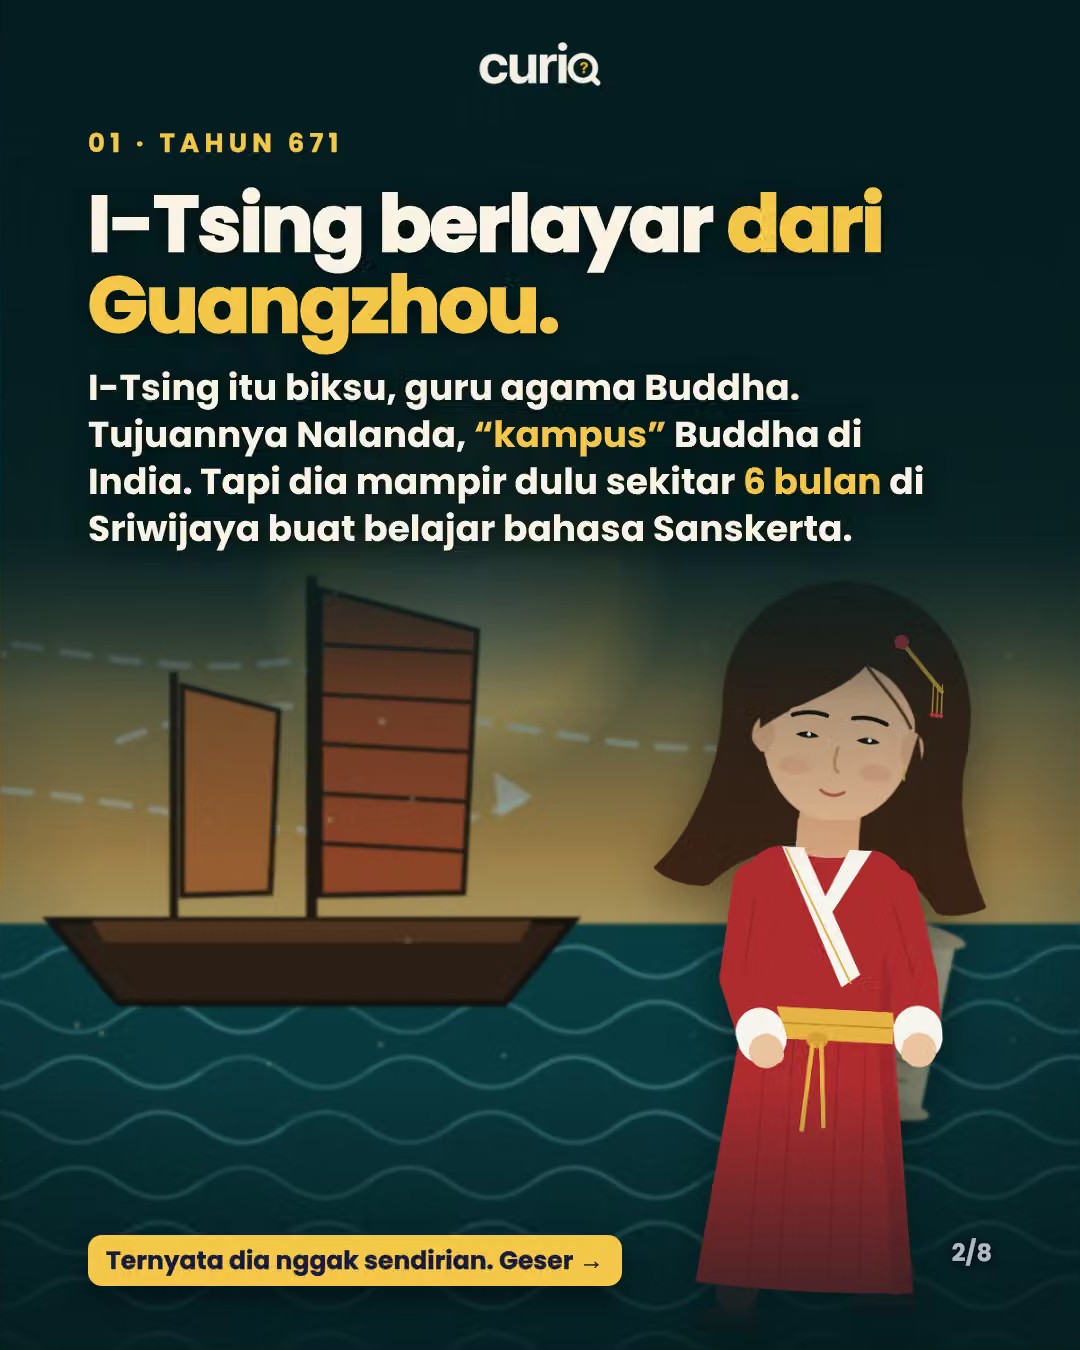 curio?
01 · TAHUN 671
I-Tsing berlayar dari
Guangzhou.
I-Tsing itu biksu, guru agama Buddha.
Tujuannya Nalanda, “kampus” Buddha di
India. Tapi dia mampir dulu sekitar 6 bulan di
Sriwijaya buat belajar bahasa Sanskerta.
Ternyata dia nggak sendirian. Geser →
2/8